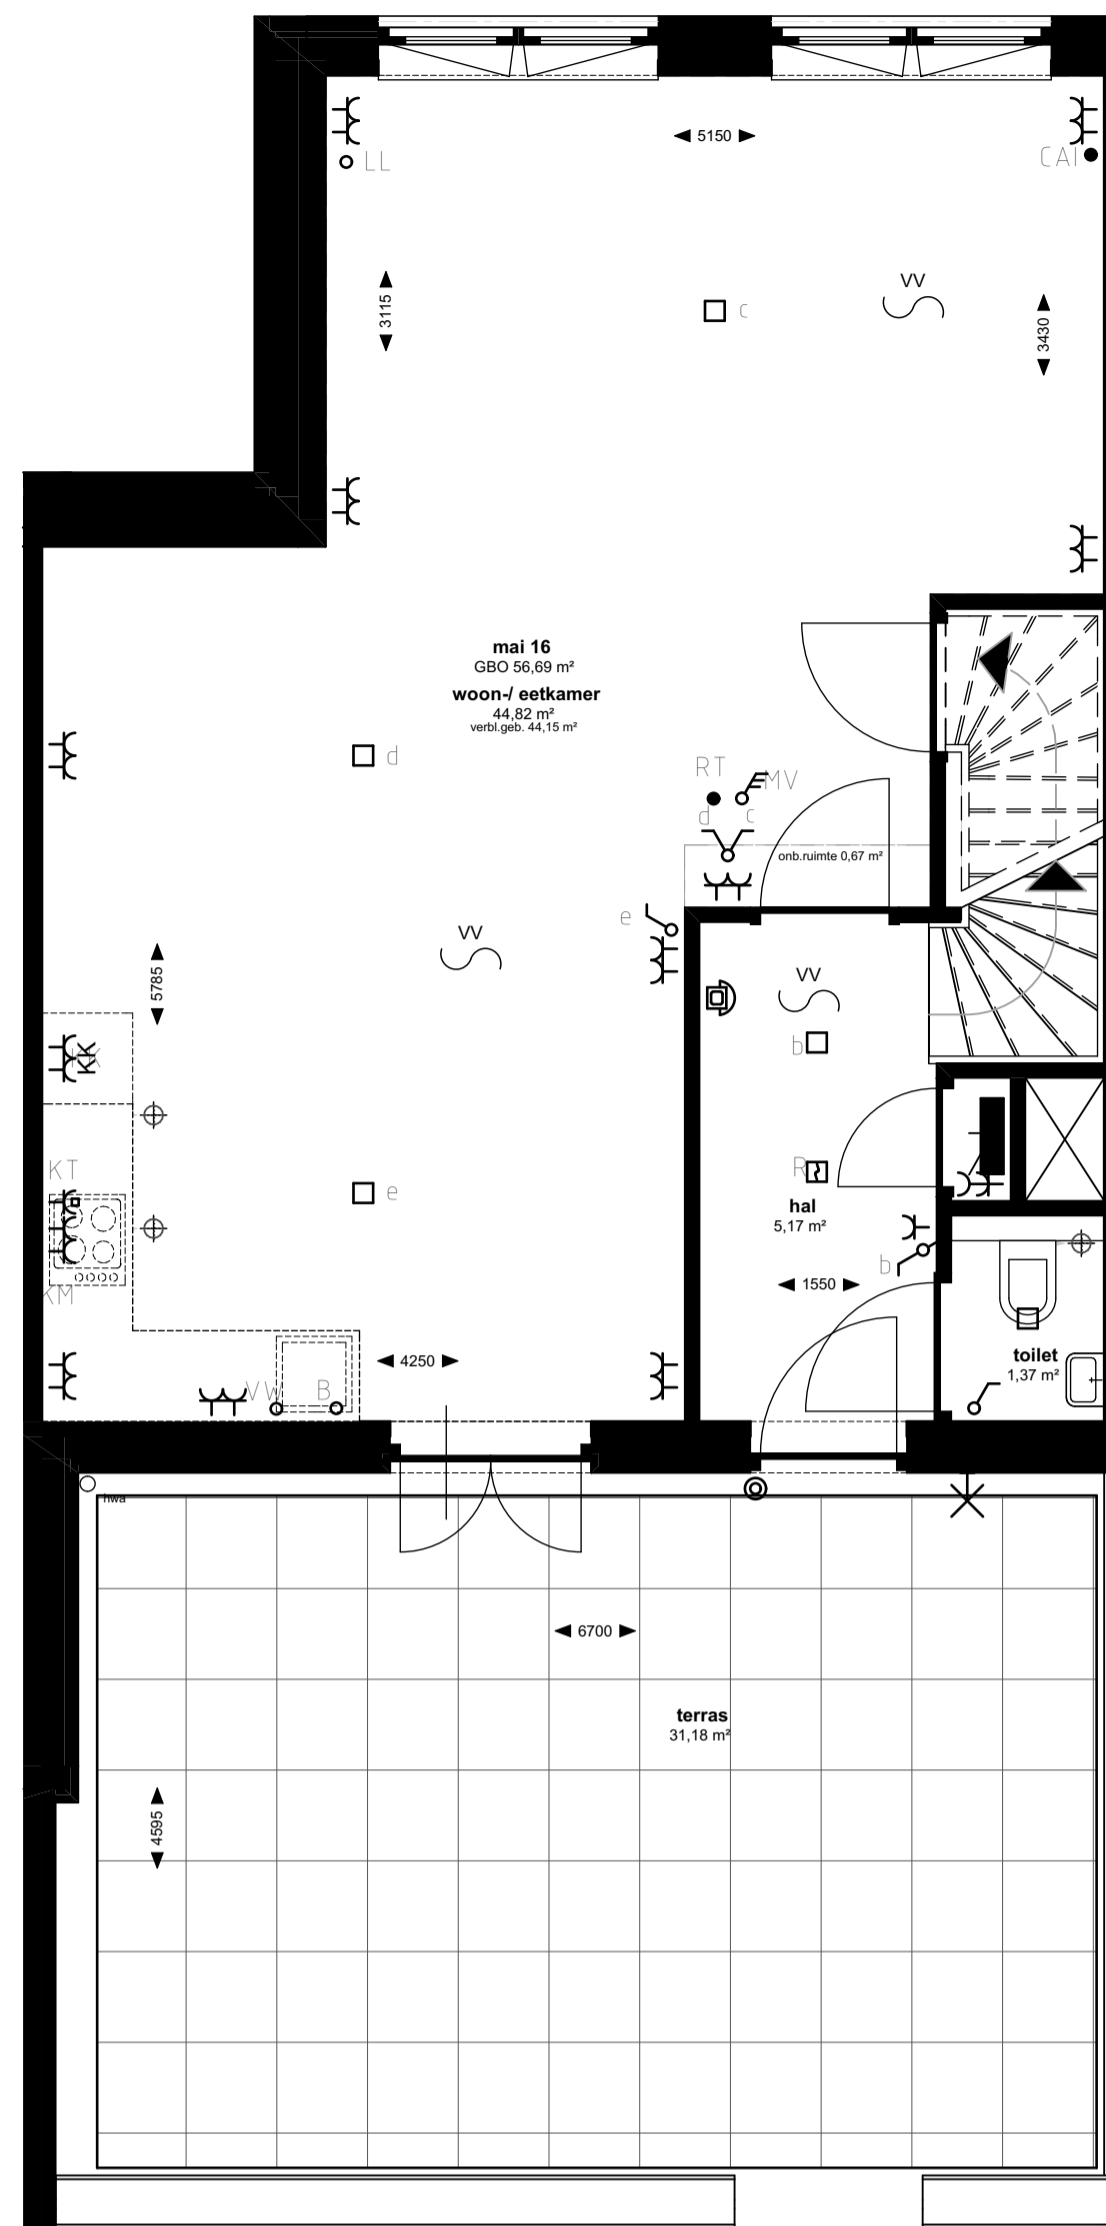 5150
LL
CAI
VV
3115
c
3430
mai 16
GBO 56,69 m²
woon-/ eetkamer
44,82 m²
verbl.geb. 44,15 m²
d
RT
MV
d c
onb.ruimte 0,67 m²
e
VV
VV
5785
b
KK
KT
R
e
hal
5,17 m²
b
1550
KM
toilet
1,37 m²
4250
VW
B
hwa
6700
terras
31,18 m²
4595